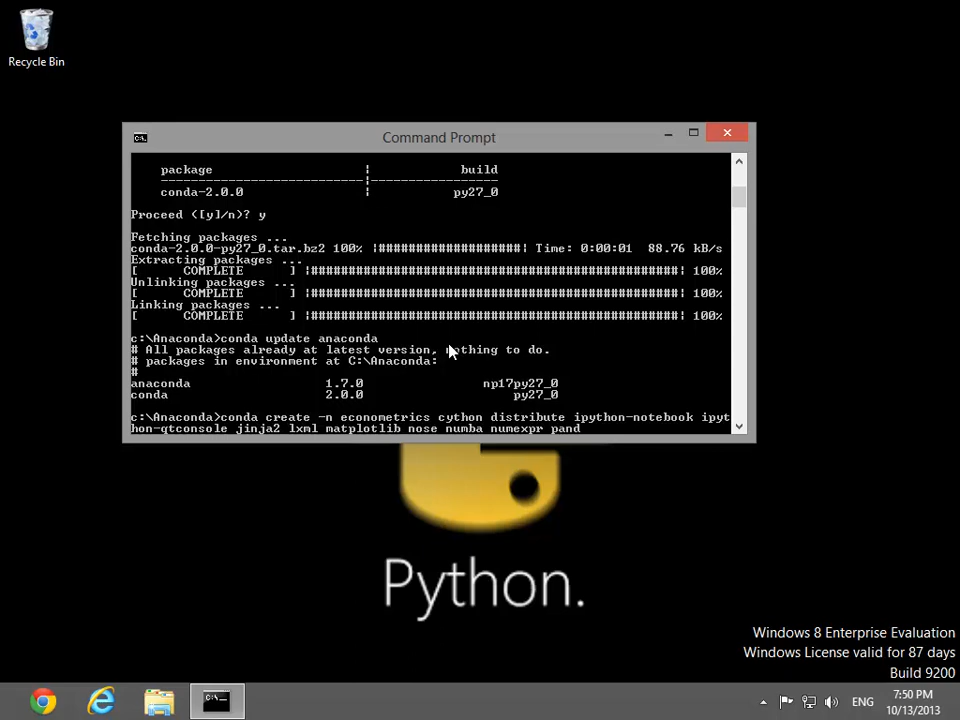 Recycle Bin
Command Prompt
package | build
conda-2.0.0 | py27_0
Proceed ([y]/n)? y
Fetching packages ...
conda-2.0.0-py27_0.tar.bz2 100% |###################| Time: 0:00:01 88.76 kB/s
Extracting packages ...
[ COMPLETE ] |##################################################| 100%
Unlinking packages ...
[ COMPLETE ] |##################################################| 100%
Linking packages ...
[ COMPLETE ] |##################################################| 100%
c:\Anaconda>conda update anaconda
# All packages already at latest version, nothing to do.
# packages in environment at C:\Anaconda:
#
anaconda 1.7.0 np17py27_0
conda 2.0.0 py27_0
c:\Anaconda>conda create -n econometrics cython distribute ipython-notebook ipyt
hon-qtconsole jinja2 lxml matplotlib nose numba numexpr pand
Python.
Windows 8 Enterprise Evaluation
Windows License valid for 87 days
Build 9200
ENG
7:50 PM
10/13/2013